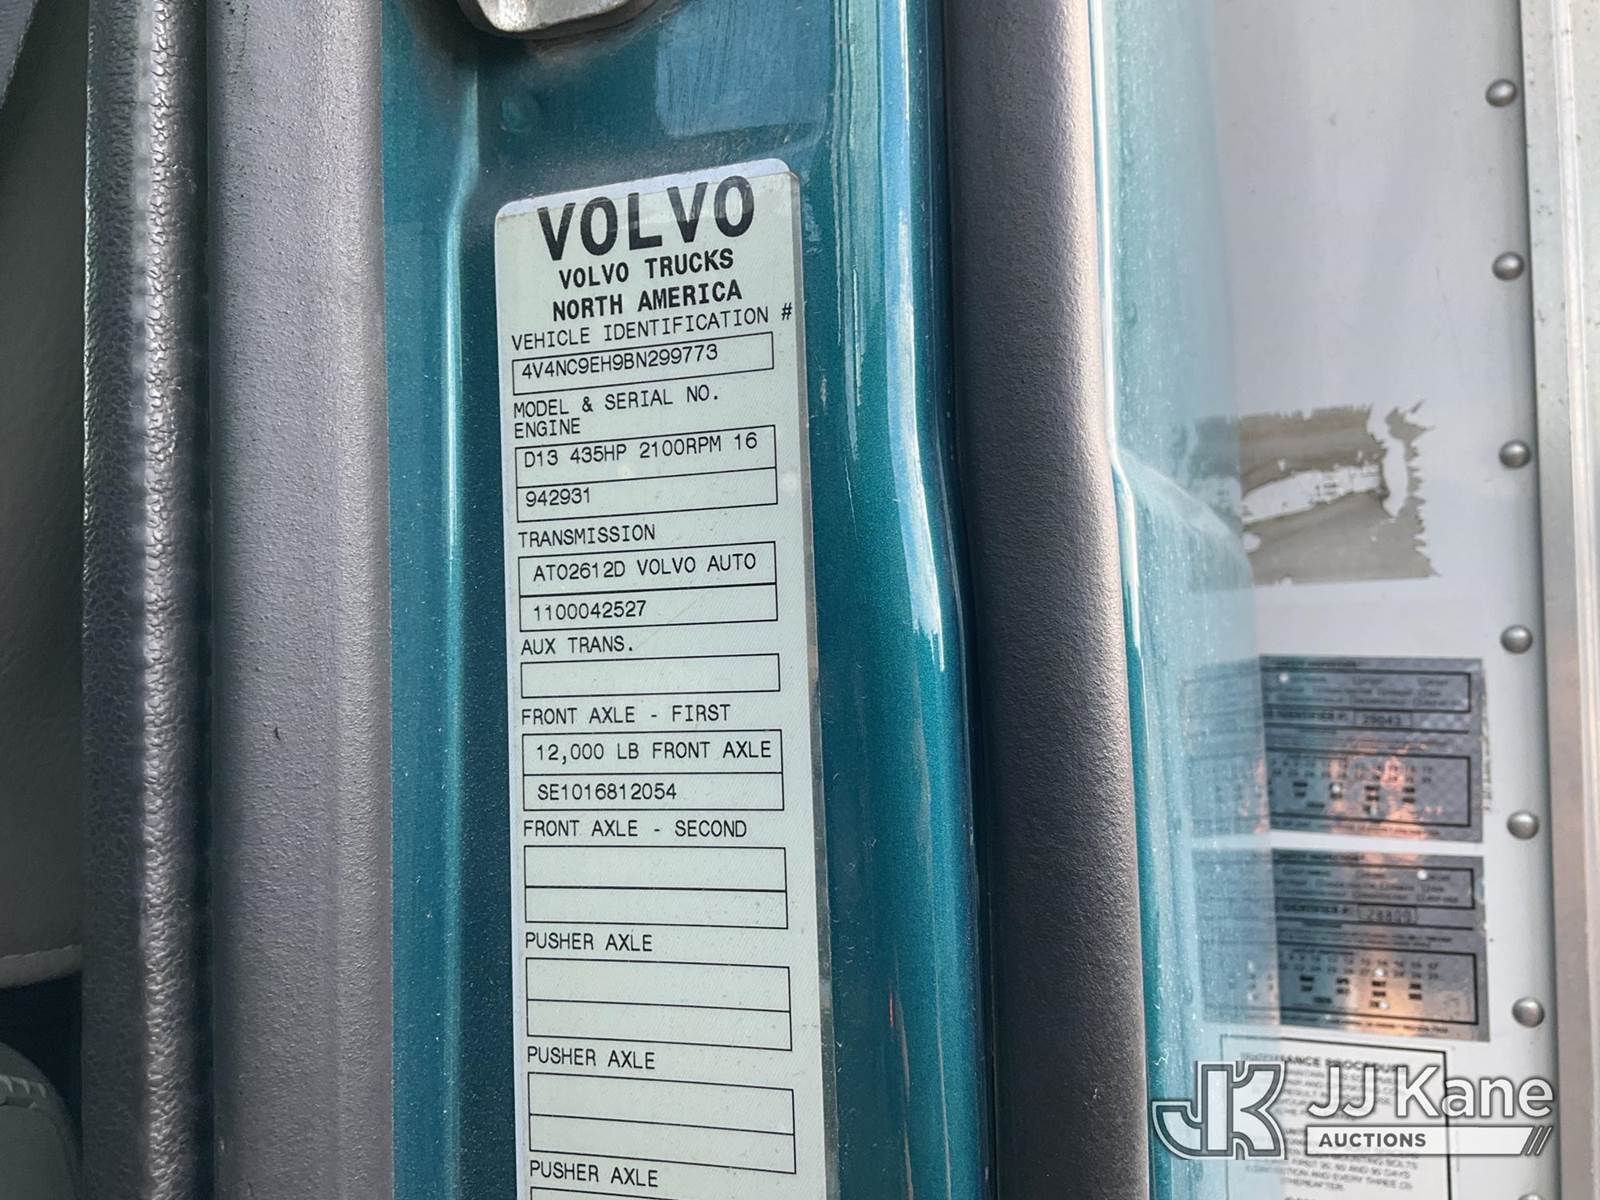 VOLVO
VOLVO TRUCKS
NORTH AMERICA
VEHICLE IDENTIFICATION #
4V4NC9EH9BN299773
MODEL & SERIAL NO.
ENGINE
D13 435HP 2100RPM 16
942931
TRANSMISSION
ATO2612D VOLVO AUTO
1100042527
AUX TRANS.
FRONT AXLE - FIRST
12,000 LB FRONT AXLE
SE1016812054
FRONT AXLE - SECOND
PUSHER AXLE
PUSHER AXLE
PUSHER AXLE
JJ Kane
AUCTIONS